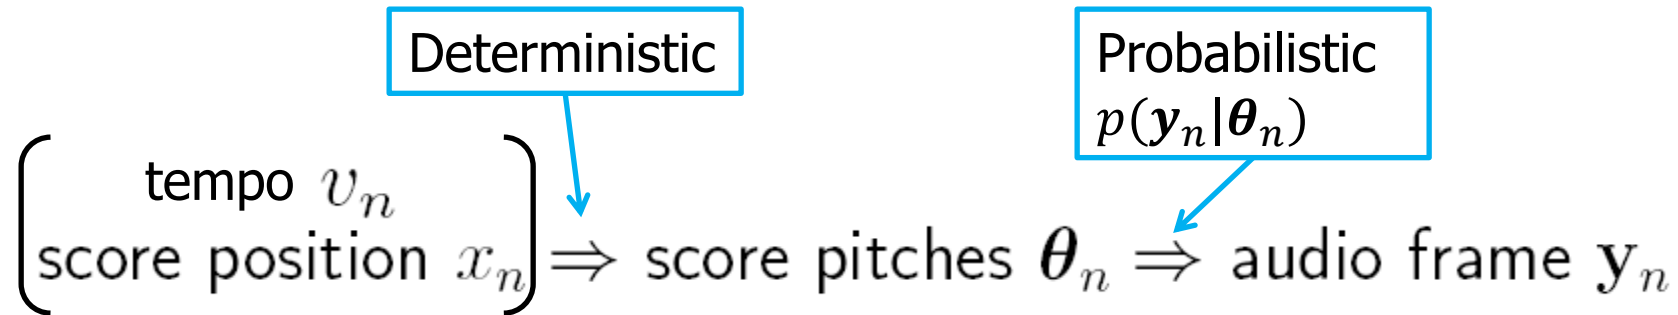 Deterministic
Probabilistic
p(yₙ|θₙ)
tempo vₙ
score position xₙ ⇒ score pitches θₙ ⇒ audio frame yₙ